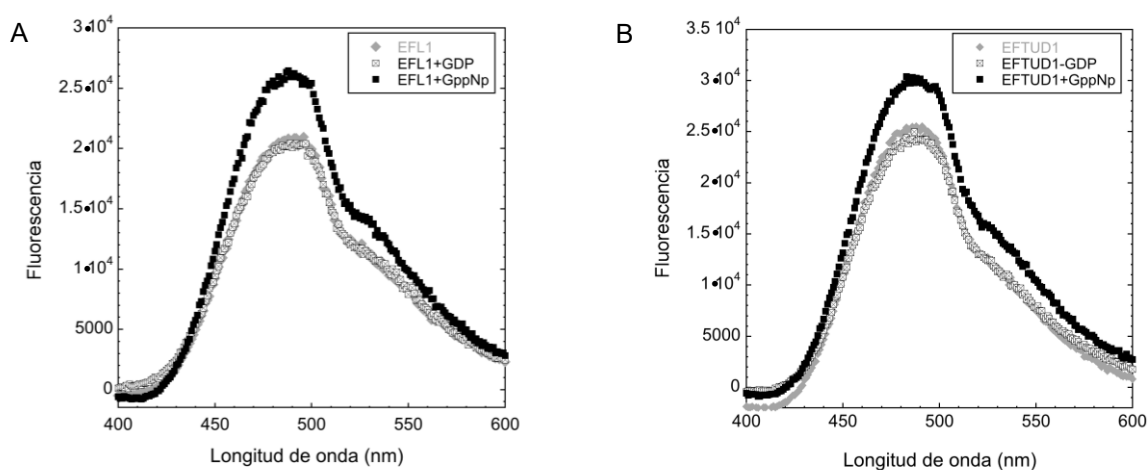 A
3•10⁴
2.5•10⁴
2•10⁴
1.5•10⁴
1•10⁴
5000
0
Fluorescencia
400
450
500
550
600
Longitud de onda (nm)
EFL1
EFL1+GDP
EFL1+GppNp
B
3.5 10⁴
3•10⁴
2.5•10⁴
2•10⁴
1.5•10⁴
1•10⁴
5000
0
Fluorescencia
400
450
500
550
600
Longitud de onda (nm)
EFTUD1
EFTUD1-GDP
EFTUD1+GppNp